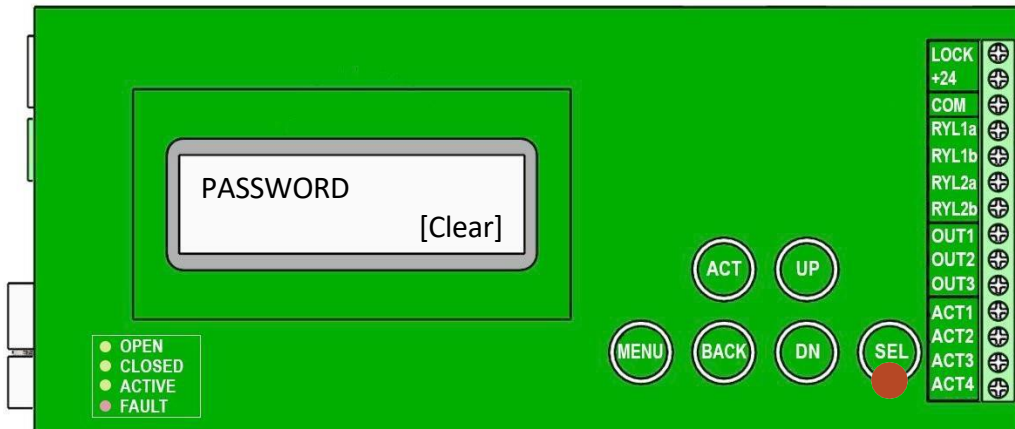 PASSWORD
[Clear]
OPEN
CLOSED
ACTIVE
FAULT
ACT
UP
MENU
BACK
DN
SEL
LOCK
+24
COM
RYL1a
RYL1b
RYL2a
RYL2b
OUT1
OUT2
OUT3
ACT1
ACT2
ACT3
ACT4